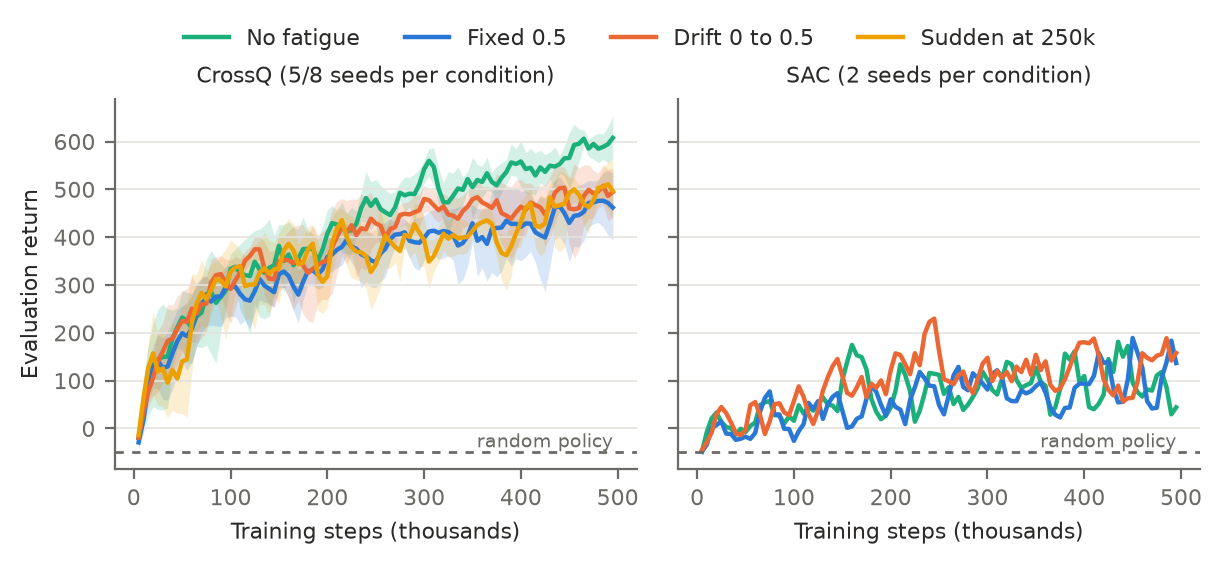 No fatigue Fixed 0.5 Drift 0 to 0.5 Sudden at 250k
CrossQ (5/8 seeds per condition)
SAC (2 seeds per condition)
Evaluation return
600
500
400
300
200
100
0
random policy
random policy
0 100 200 300 400 500
0 100 200 300 400 500
Training steps (thousands)
Training steps (thousands)